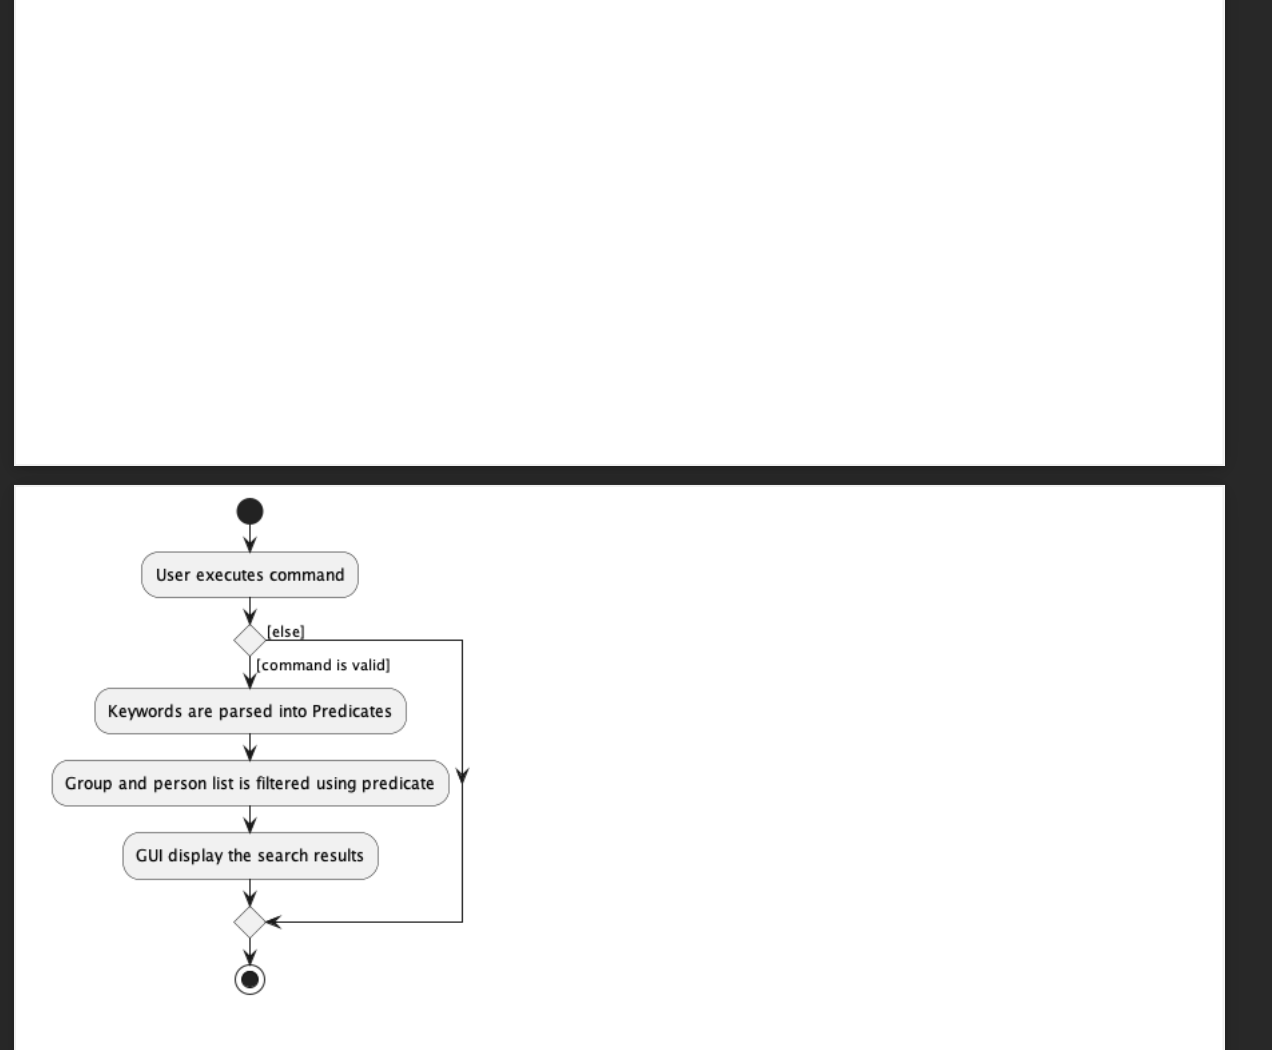 User executes command
[else]
[command is valid]
Keywords are parsed into Predicates
Group and person list is filtered using predicate
GUI display the search results